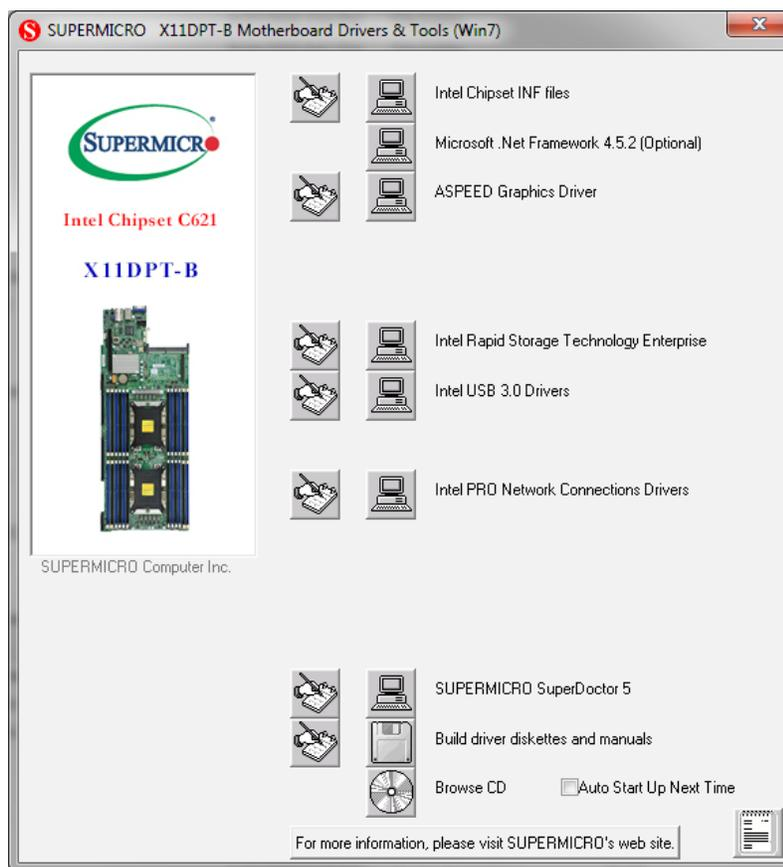 SUPERMICRO X11DPT-B Motherboard Drivers & Tools (Win7)
SUPERMICRO
Intel Chipset C621
X11DPT-B
SUPERMICRO Computer Inc.
Intel Chipset INF files
Microsoft .Net Framework 4.5.2 (Optional)
ASPEED Graphics Driver
Intel Rapid Storage Technology Enterprise
Intel USB 3.0 Drivers
Intel PRO Network Connections Drivers
SUPERMICRO SuperDoctor 5
Build driver diskettes and manuals
Browse CD
Auto Start Up Next Time
For more information, please visit SUPERMICRO's web site.